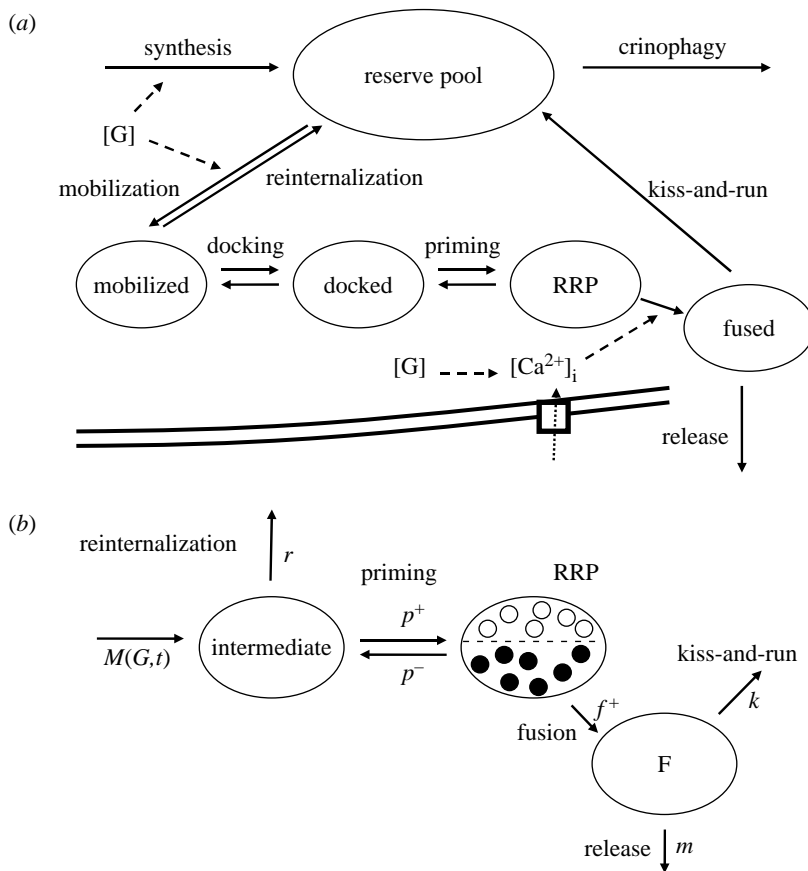 (a)
synthesis
reserve pool
crinophagy
[G]
mobilization
reinternalization
kiss-and-run
docking
priming
mobilized
docked
RRP
fused
[G]
[Ca²⁺]ᵢ
release
(b)
reinternalization
r
priming
RRP
p⁺
M(G,t)
intermediate
p⁻
kiss-and-run
k
fusion
f⁺
F
release
m